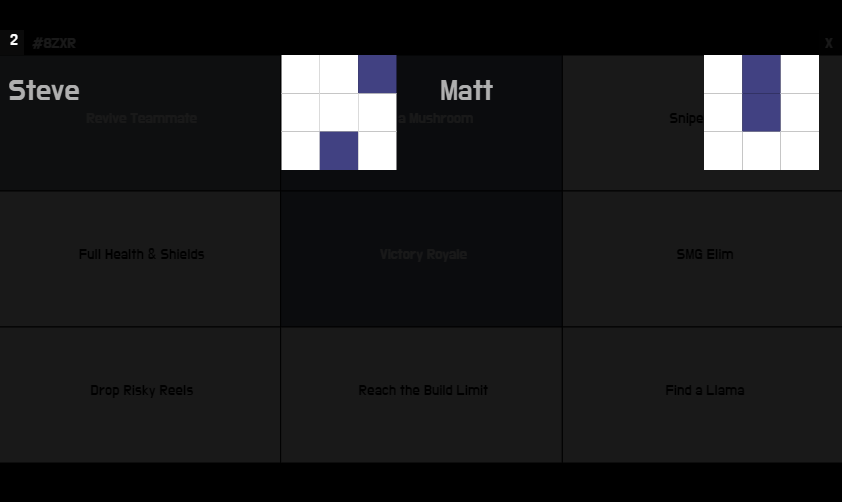 2 #8ZXR X
Steve Matt
Revive Teammate a Mushroom Snipe
Full Health & Shields Victory Royale SMG Elim
Drop Risky Reels Reach the Build Limit Find a Llama